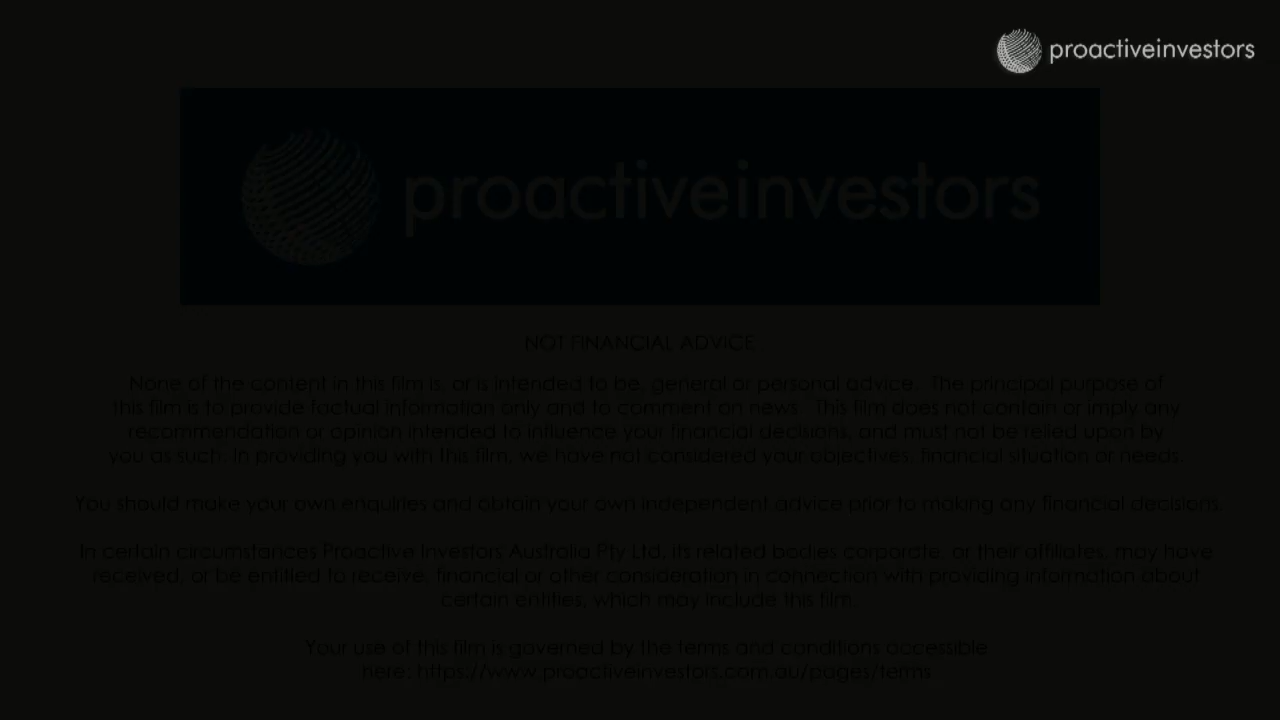 proactiveinvestors
proactiveinvestors
NOT FINANCIAL ADVICE
None of the content in this film is, or is intended to be, general or personal advice. The principal purpose of
this film is to provide factual information only and to comment on news. This film does not contain or imply any
recommendation or opinion intended to influence your financial decisions, and must not be relied upon by
you as such. In providing you with this film, we have not considered your objectives, financial situation or needs.
You should make your own enquiries and obtain your own independent advice prior to making any financial decisions.
In certain circumstances Proactive Investors Australia Pty Ltd, its related bodies corporate, or their affiliates, may have
received, or be entitled to receive, financial or other consideration in connection with providing information about
certain entities, which may include this film.
Your use of this film is governed by the terms and conditions accessible
here: https://www.proactiveinvestors.com.au/pages/terms